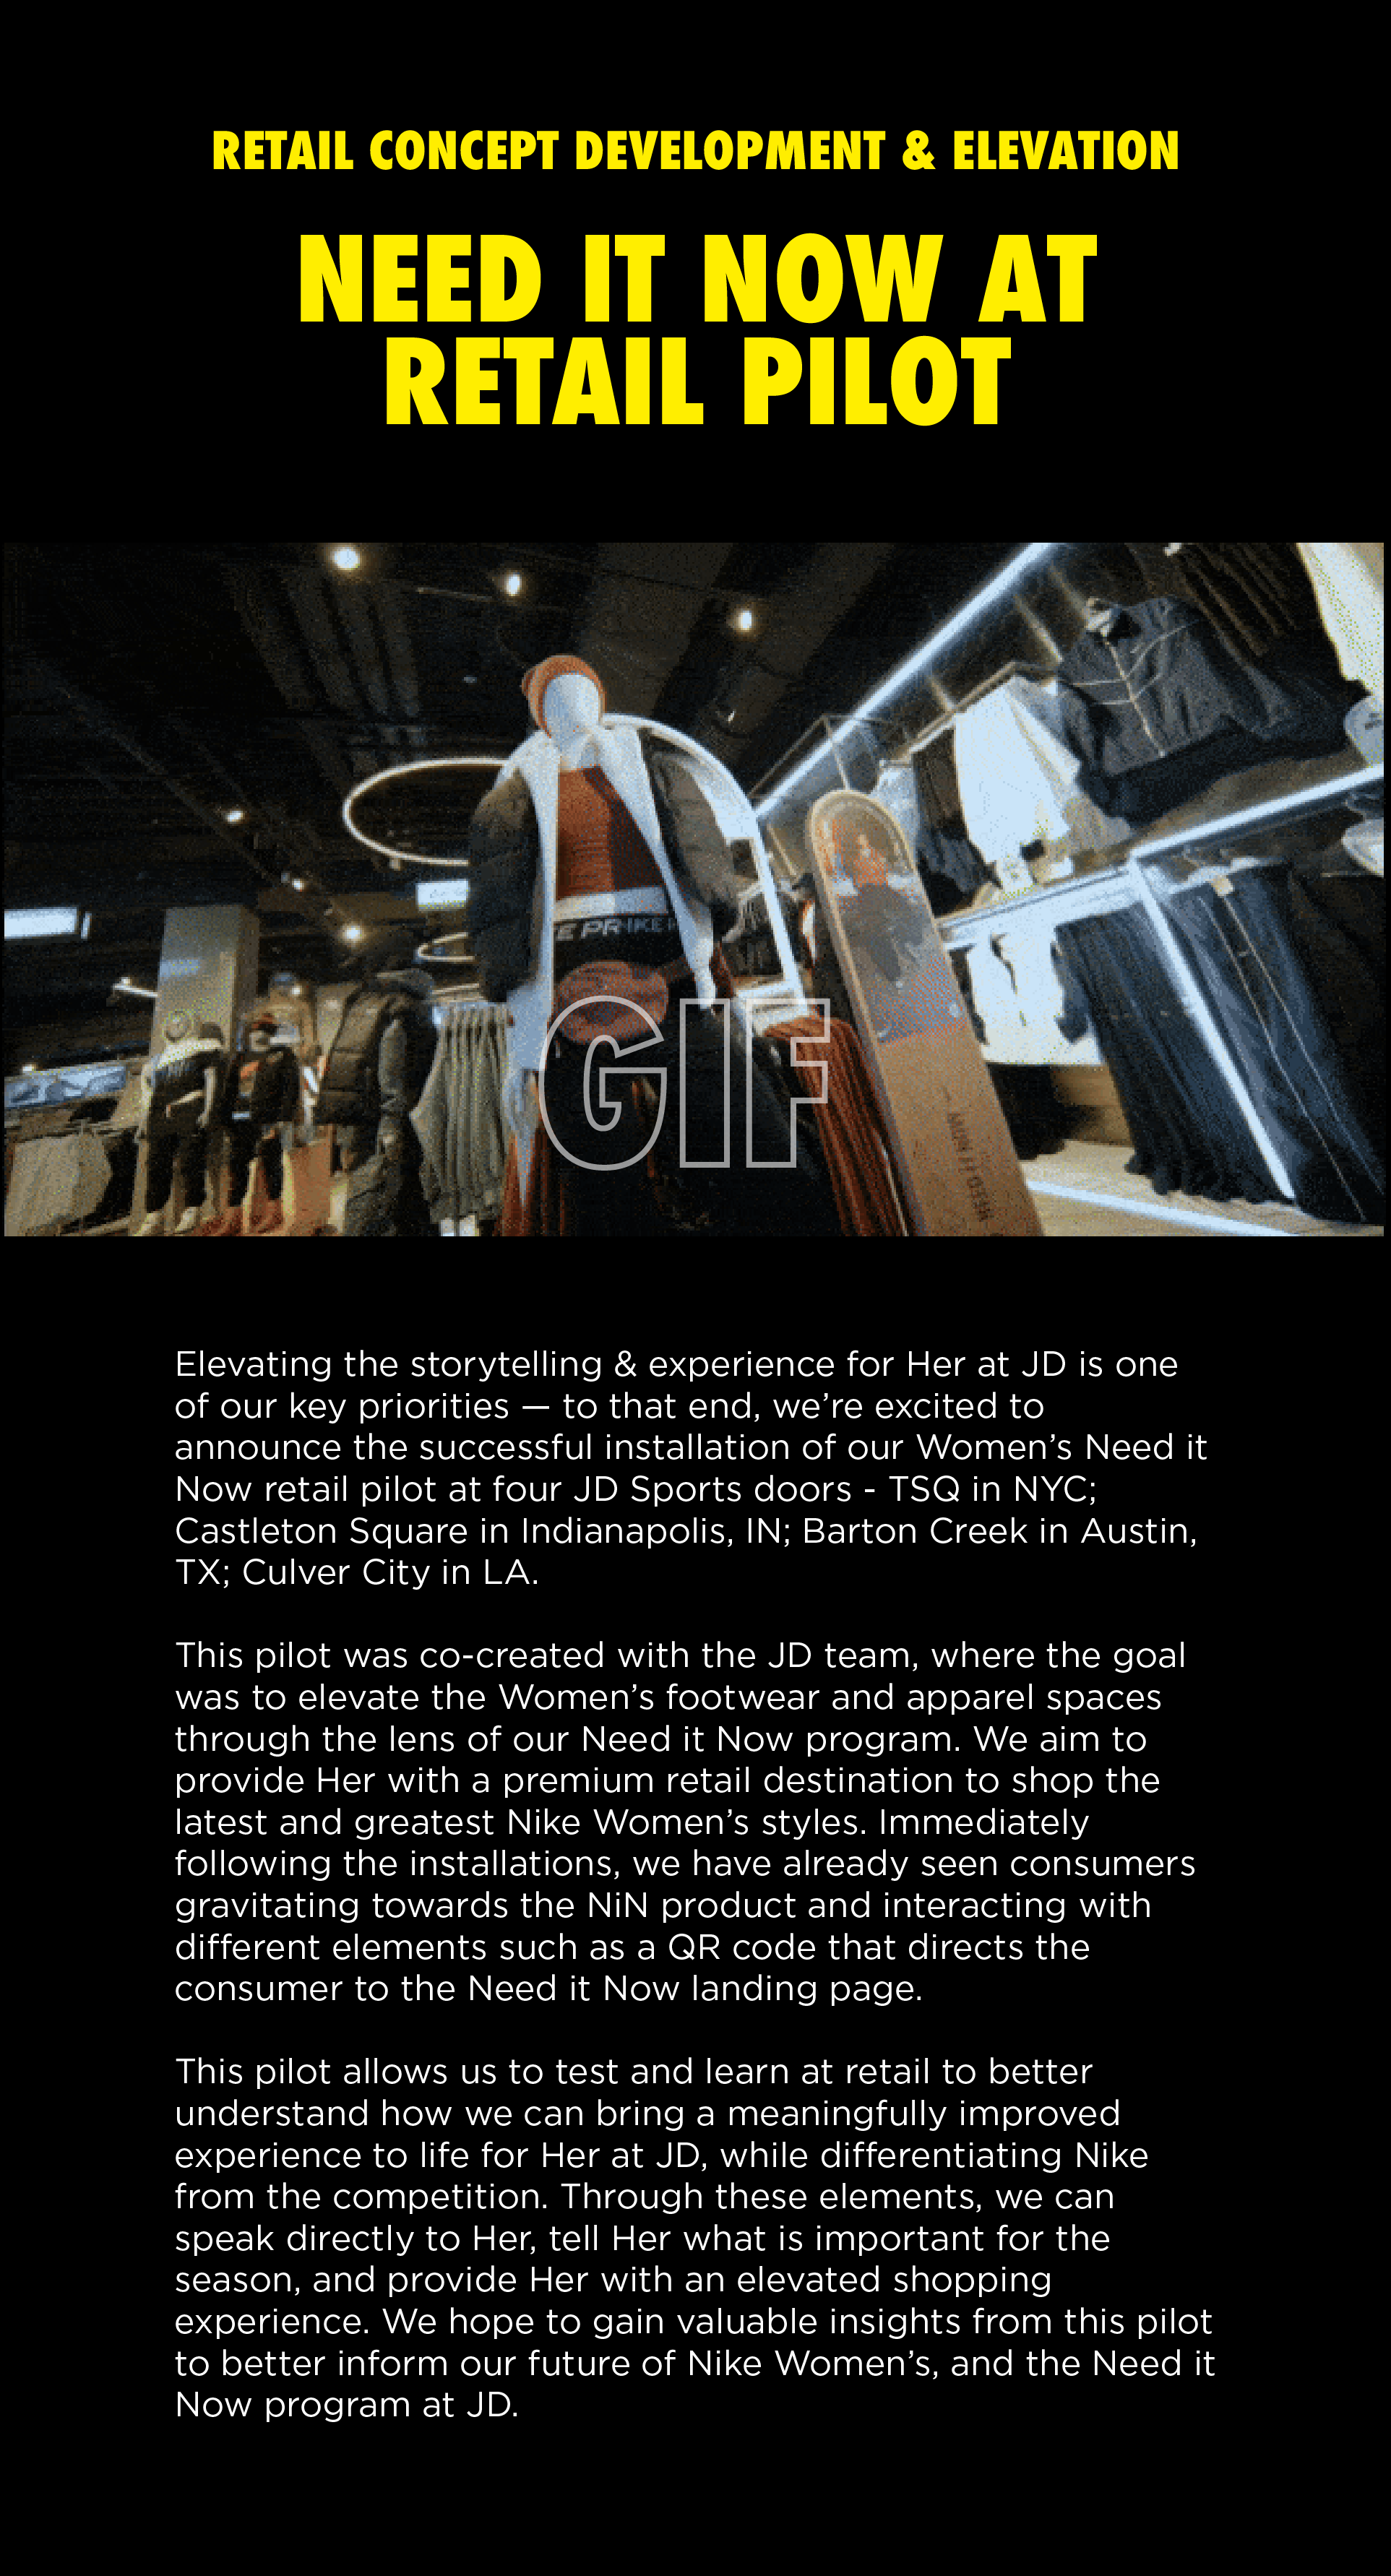 RETAIL CONCEPT DEVELOPMENT & ELEVATION
NEED IT NOW AT
RETAIL PILOT
GIF
Elevating the storytelling & experience for Her at JD is one
of our key priorities — to that end, we’re excited to
announce the successful installation of our Women’s Need it
Now retail pilot at four JD Sports doors - TSQ in NYC;
Castleton Square in Indianapolis, IN; Barton Creek in Austin,
TX; Culver City in LA.
This pilot was co-created with the JD team, where the goal
was to elevate the Women’s footwear and apparel spaces
through the lens of our Need it Now program. We aim to
provide Her with a premium retail destination to shop the
latest and greatest Nike Women’s styles. Immediately
following the installations, we have already seen consumers
gravitating towards the NiN product and interacting with
different elements such as a QR code that directs the
consumer to the Need it Now landing page.
This pilot allows us to test and learn at retail to better
understand how we can bring a meaningfully improved
experience to life for Her at JD, while differentiating Nike
from the competition. Through these elements, we can
speak directly to Her, tell Her what is important for the
season, and provide Her with an elevated shopping
experience. We hope to gain valuable insights from this pilot
to better inform our future of Nike Women’s, and the Need it
Now program at JD.